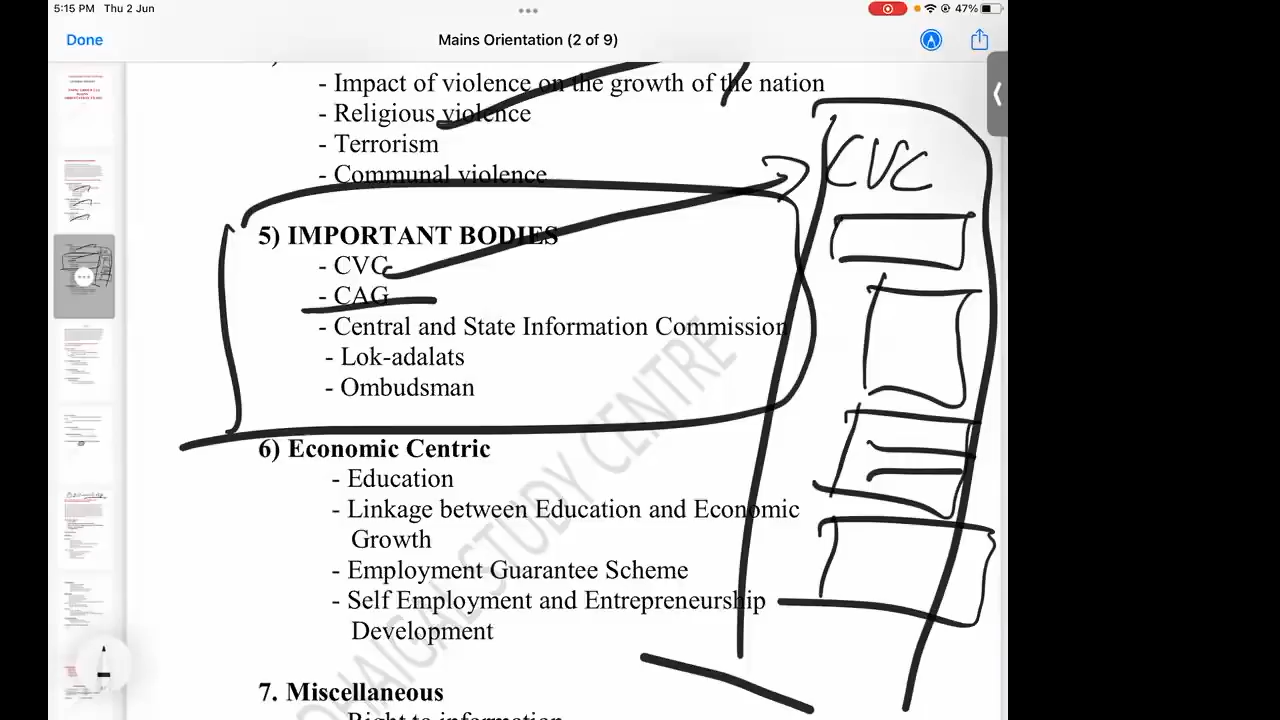 5:15 PM Thu 2 Jun
47%
Done
Mains Orientation (2 of 9)
- Impact of violence on the growth of the nation
- Religious violence
- Terrorism
- Communal violence
CVC
5) IMPORTANT BODIES
- CVC
- CAG
- Central and State Information Commission
- Lok-adalats
- Ombudsman
6) Economic Centric
- Education
- Linkage between Education and Economic
Growth
- Employment Guarantee Scheme
- Self Employment and Entrepreneurship
Development
7. Miscellaneous
- Right to information
STUDY CENTRE